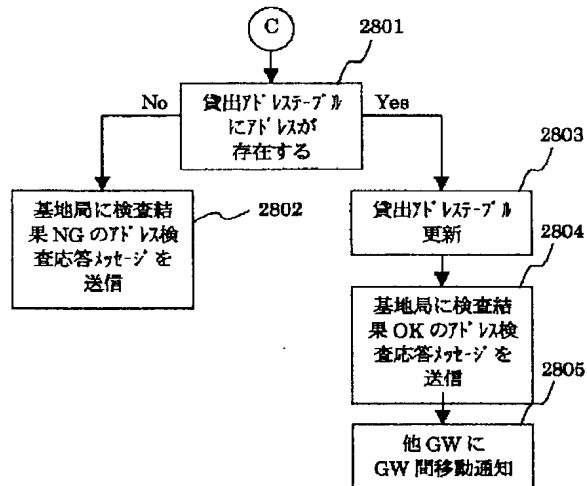 C
2801
No
貸出ｱﾄﾞﾚｽﾃｰﾌﾞﾙ
にｱﾄﾞﾚｽが
存在する
Yes
2803
基地局に検査結
果 NG のｱﾄﾞﾚｽ検
査応答ﾒｯｾｰｼﾞを
送信
2802
貸出ｱﾄﾞﾚｽﾃｰﾌﾞﾙ
更新
2804
基地局に検査結
果 OK のｱﾄﾞﾚｽ検
査応答ﾒｯｾｰｼﾞを
送信
2805
他 GW に
GW 間移動通知